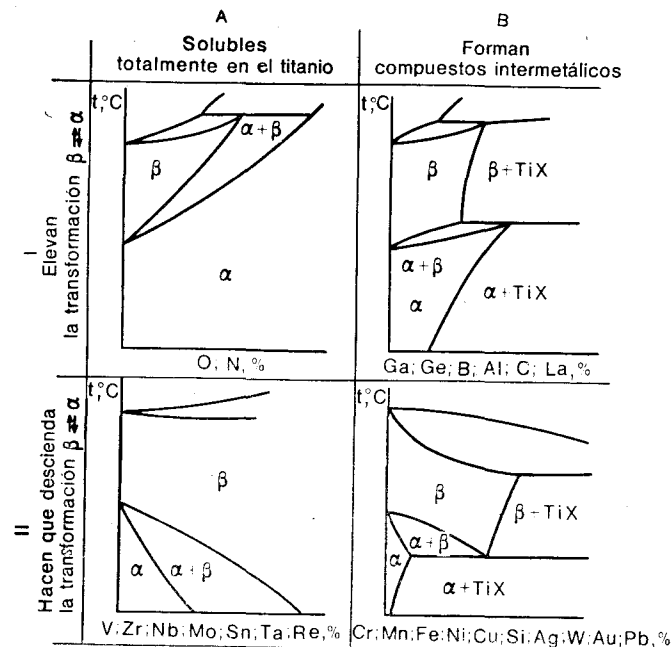 A
Solubles
totalmente en el titanio
B
Forman
compuestos intermetálicos
I
Elevan
la transformación β⇄α
t,°C
α+β
β
α
O; N, %
t,°C
β
β+TiX
α+β
α
α+TiX
Ga; Ge; B; Al; C; La,%
II
Hacen que descienda
la transformación β⇄α
t,°C
β
α
α+β
V;Zr;Nb;Mo;Sn;Ta;Re,%
t,°C
β
β+TiX
α+β
α
α+TiX
Cr;Mn;Fe;Ni;Cu;Si;Ag;W;Au;Pb,%